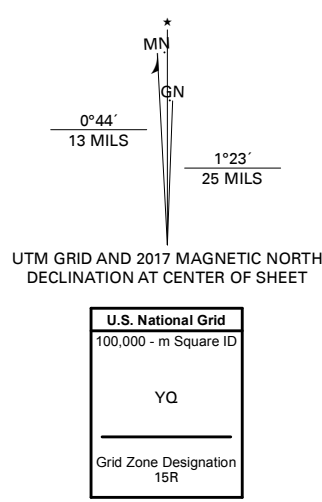 ★
MN
GN
0°44´
13 MILS
1°23´
25 MILS
UTM GRID AND 2017 MAGNETIC NORTH
DECLINATION AT CENTER OF SHEET
U.S. National Grid
100,000 - m Square ID
YQ
Grid Zone Designation
15R